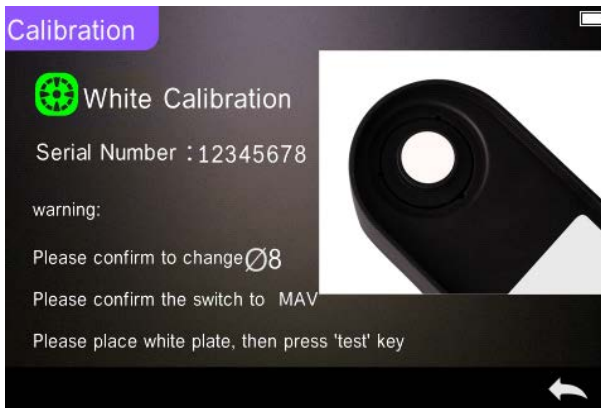 Calibration
White Calibration
Serial Number :12345678
warning:
Please confirm to change∅8
Please confirm the switch to MAV
Please place white plate, then press 'test' key